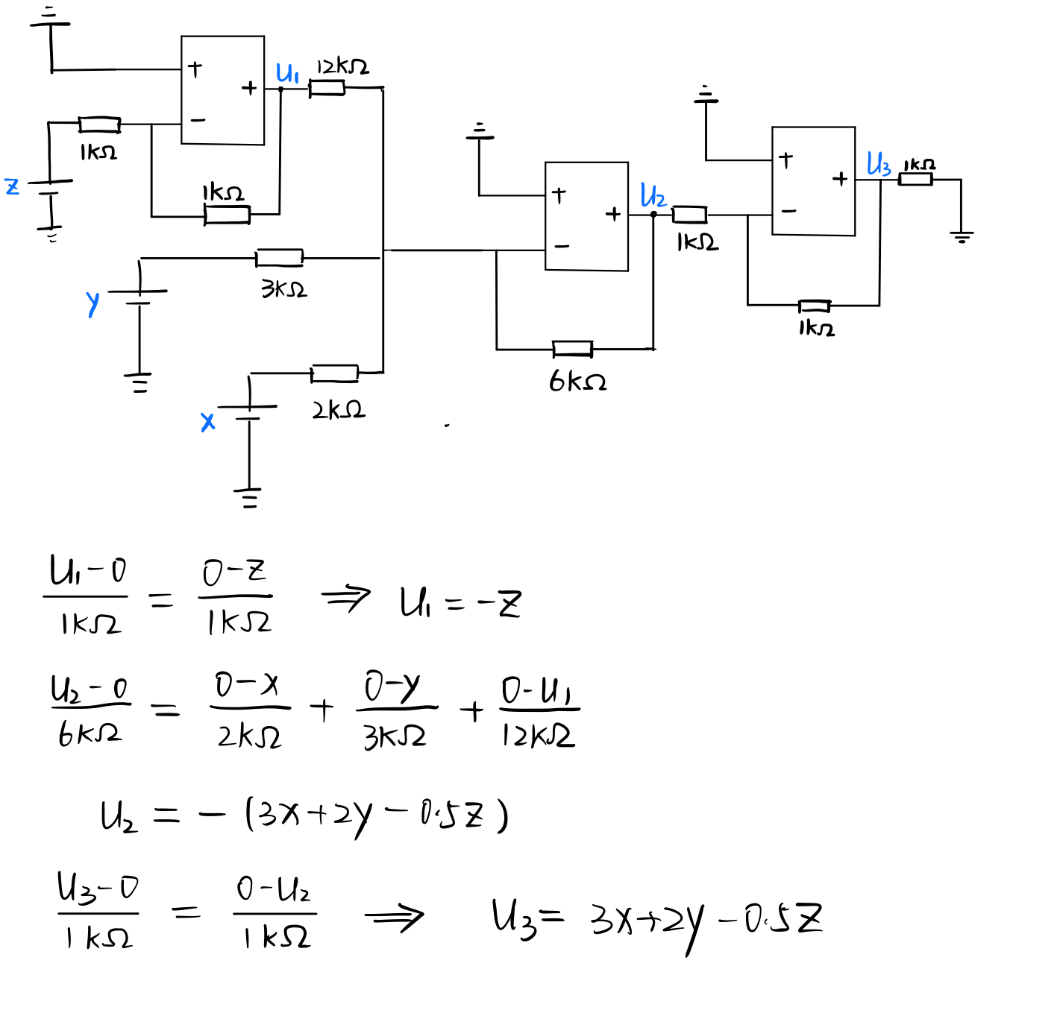 +
+
−
U₁
12kΩ
1kΩ
1kΩ
z
3kΩ
y
2kΩ
x
+
+
−
U₂
6kΩ
1kΩ
+
+
−
U₃
1kΩ
1kΩ
(U₁-0)/(1kΩ) = (0-z)/(1kΩ) ⇒ U₁ = -z
(U₂-0)/(6kΩ) = (0-x)/(2kΩ) + (0-y)/(3kΩ) + (0-U₁)/(12kΩ)
U₂ = - (3x+2y-0.5z)
(U₃-0)/(1kΩ) = (0-U₂)/(1kΩ) ⇒ U₃ = 3x+2y-0.5z